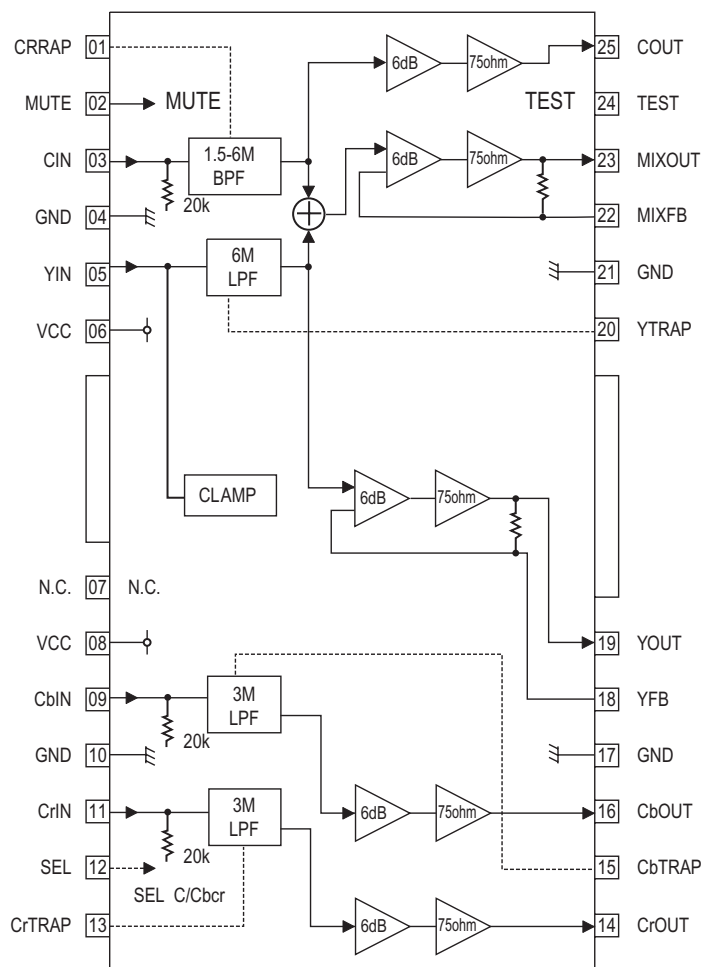 CRRAP 01 6dB 75ohm 25 COUT
MUTE 02 MUTE TEST 24 TEST
CIN 03 1.5-6M BPF 6dB 75ohm 23 MIXOUT
20k
GND 04 22 MIXFB
YIN 05 6M LPF 21 GND
VCC 06 20 YTRAP
CLAMP 6dB 75ohm
N.C. 07 N.C.
VCC 08 19 YOUT
CbIN 09 3M LPF 18 YFB
20k
GND 10 17 GND
CrIN 11 3M LPF 6dB 75ohm 16 CbOUT
20k
SEL 12 15 CbTRAP
SEL C/Cbcr
CrTRAP 13 6dB 75ohm 14 CrOUT